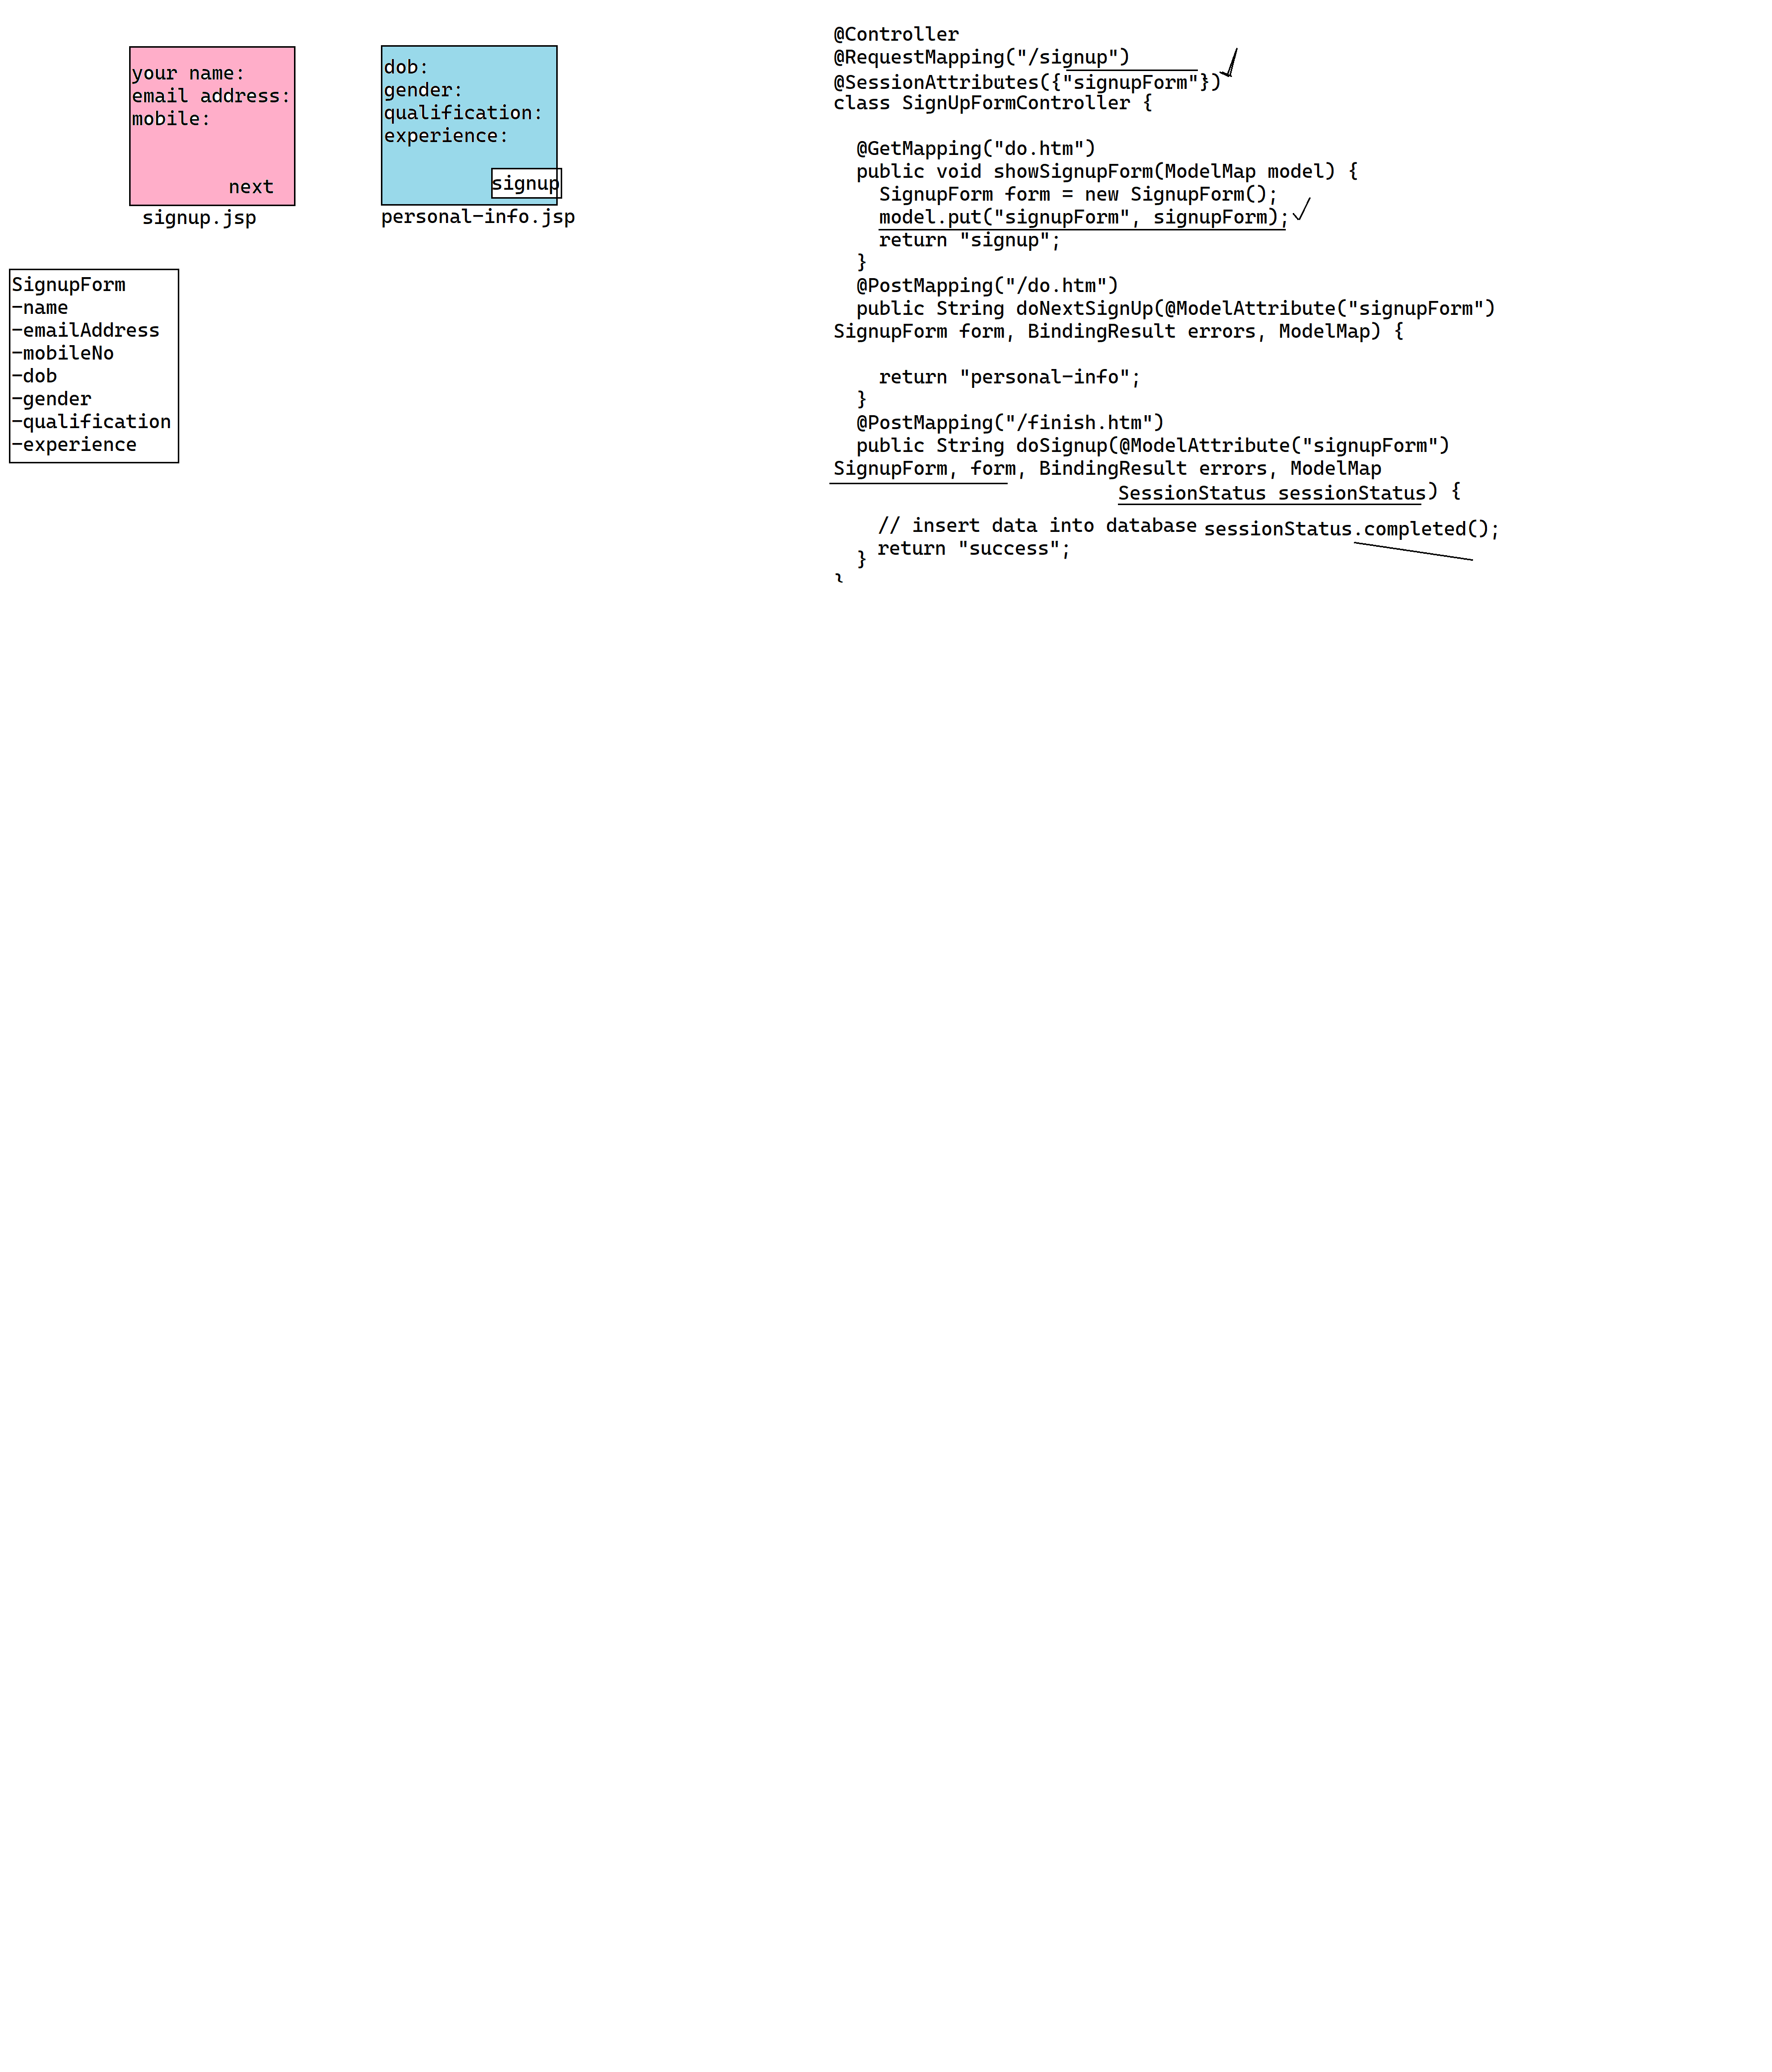 your name:
email address:
mobile:
next
signup.jsp
dob:
gender:
qualification:
experience:
signup
personal-info.jsp
SignupForm
-name
-emailAddress
-mobileNo
-dob
-gender
-qualification
-experience
@Controller
@RequestMapping("/signup")
@SessionAttributes({"signupForm"})
class SignUpFormController {
@GetMapping("do.htm")
public void showSignupForm(ModelMap model) {
SignupForm form = new SignupForm();
model.put("signupForm", signupForm);
return "signup";
}
@PostMapping("/do.htm")
public String doNextSignUp(@ModelAttribute("signupForm")
SignupForm form, BindingResult errors, ModelMap) {
return "personal-info";
}
@PostMapping("/finish.htm")
public String doSignup(@ModelAttribute("signupForm")
SignupForm, form, BindingResult errors, ModelMap
SessionStatus sessionStatus) {
// insert data into database sessionStatus.completed();
return "success";
}
}